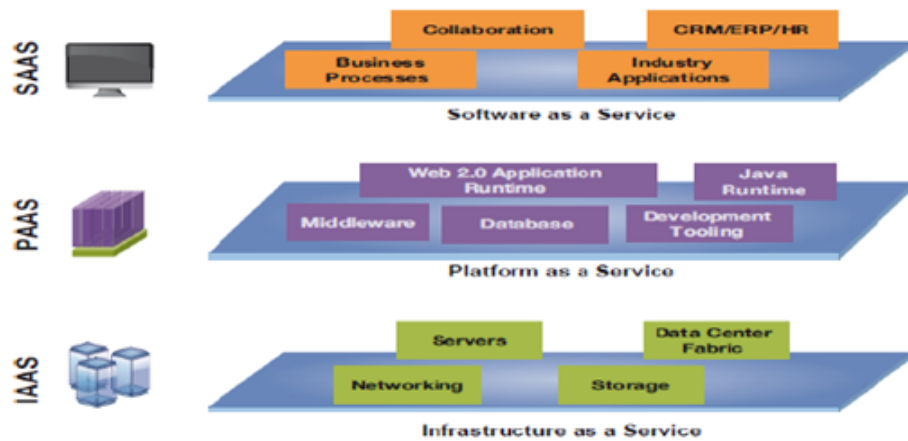 SAAS
Collaboration
CRM/ERP/HR
Business
Processes
Industry
Applications
Software as a Service
PAAS
Web 2.0 Application
Runtime
Java
Runtime
Middleware
Database
Development
Tooling
Platform as a Service
IAAS
Servers
Data Center
Fabric
Networking
Storage
Infrastructure as a Service